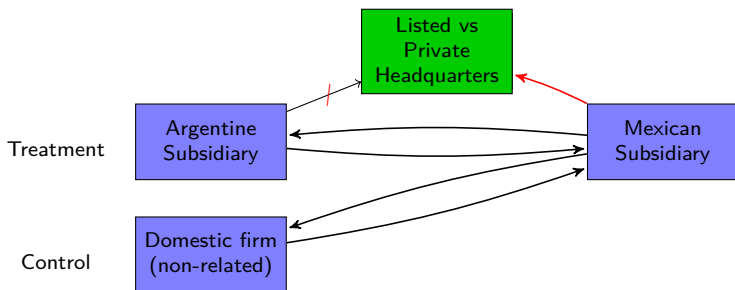 Listed vs
Private
Headquarters
Treatment
Argentine
Subsidiary
Mexican
Subsidiary
Control
Domestic firm
(non-related)